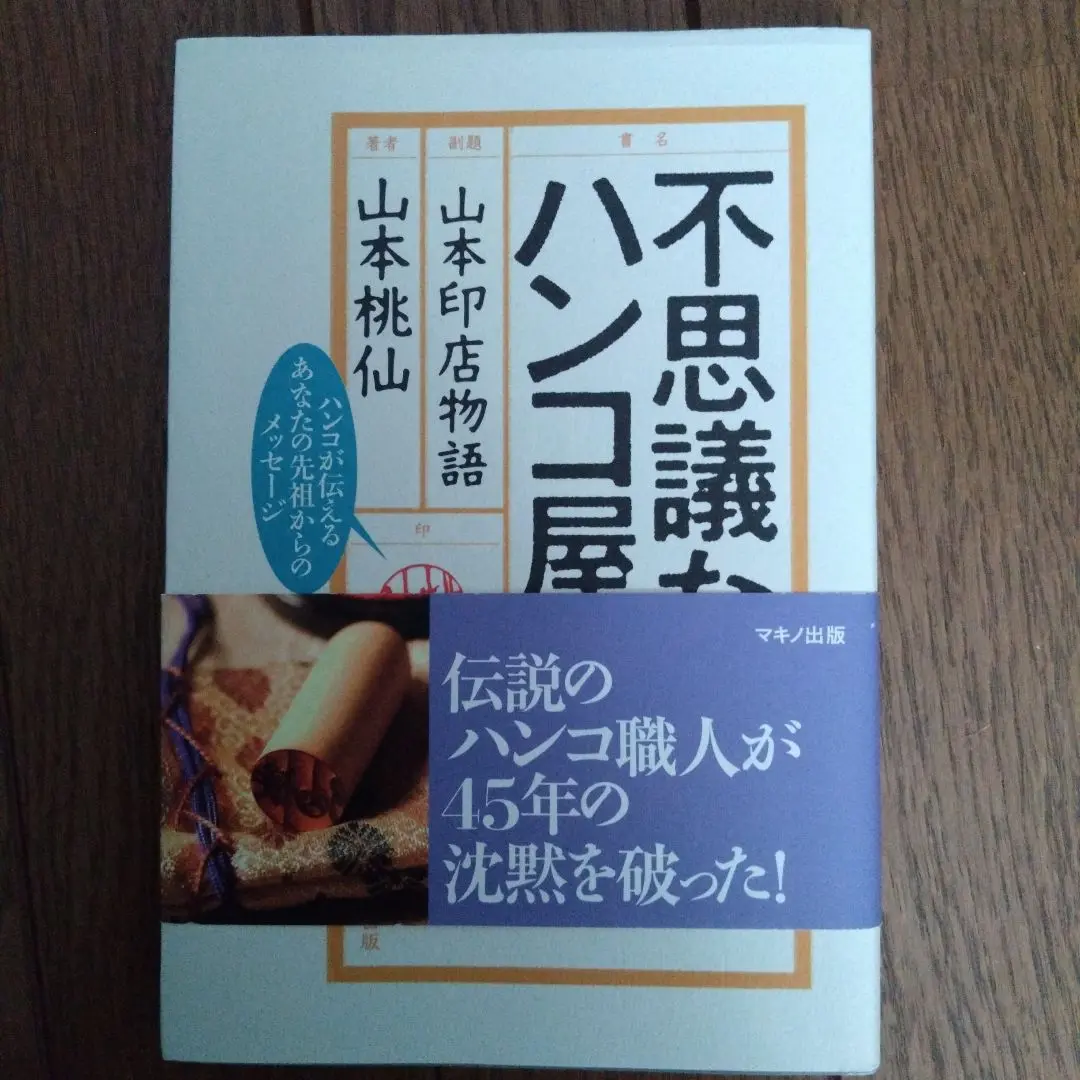 書名
不思議な
ハンコ屋
副題
山本印店物語
著者
山本桃仙
印
ハンコが伝える
あなたの先祖からの
メッセージ
マキノ出版
伝説の
ハンコ職人が
45年の
沈黙を破った!
版